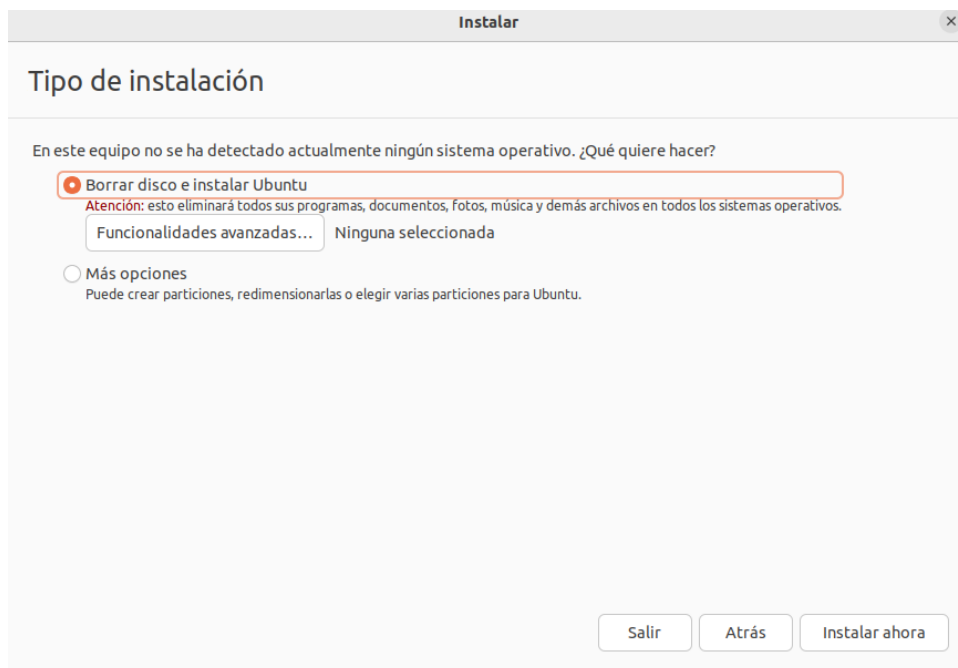 Instalar
Tipo de instalación
En este equipo no se ha detectado actualmente ningún sistema operativo. ¿Qué quiere hacer?
Borrar disco e instalar Ubuntu
Atención: esto eliminará todos sus programas, documentos, fotos, música y demás archivos en todos los sistemas operativos.
Funcionalidades avanzadas... Ninguna seleccionada
Más opciones
Puede crear particiones, redimensionarlas o elegir varias particiones para Ubuntu.
Salir Atrás Instalar ahora